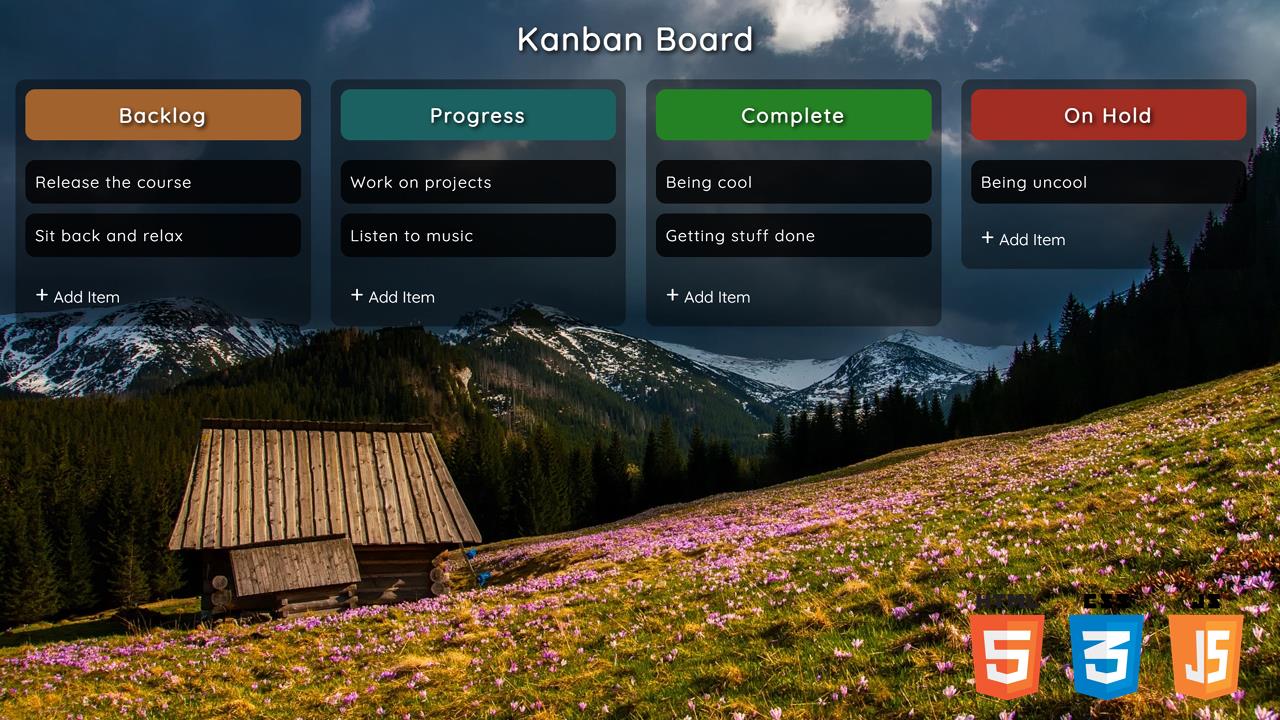 Kanban Board
Backlog
Release the course
Sit back and relax
+ Add Item
Progress
Work on projects
Listen to music
+ Add Item
Complete
Being cool
Getting stuff done
+ Add Item
On Hold
Being uncool
+ Add Item
HTML CSS JS
5 3 JS